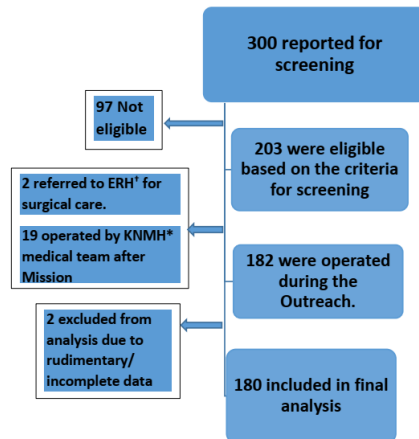 300 reported for
screening
97 Not
eligible
203 were eligible
based on the criteria
for screening
2 referred to ERH† for
surgical care.
19 operated by KNMH*
medical team after
Mission
182 were operated
during the
Outreach.
2 excluded from
analysis due to
rudimentary/
incomplete data
180 included in final
analysis